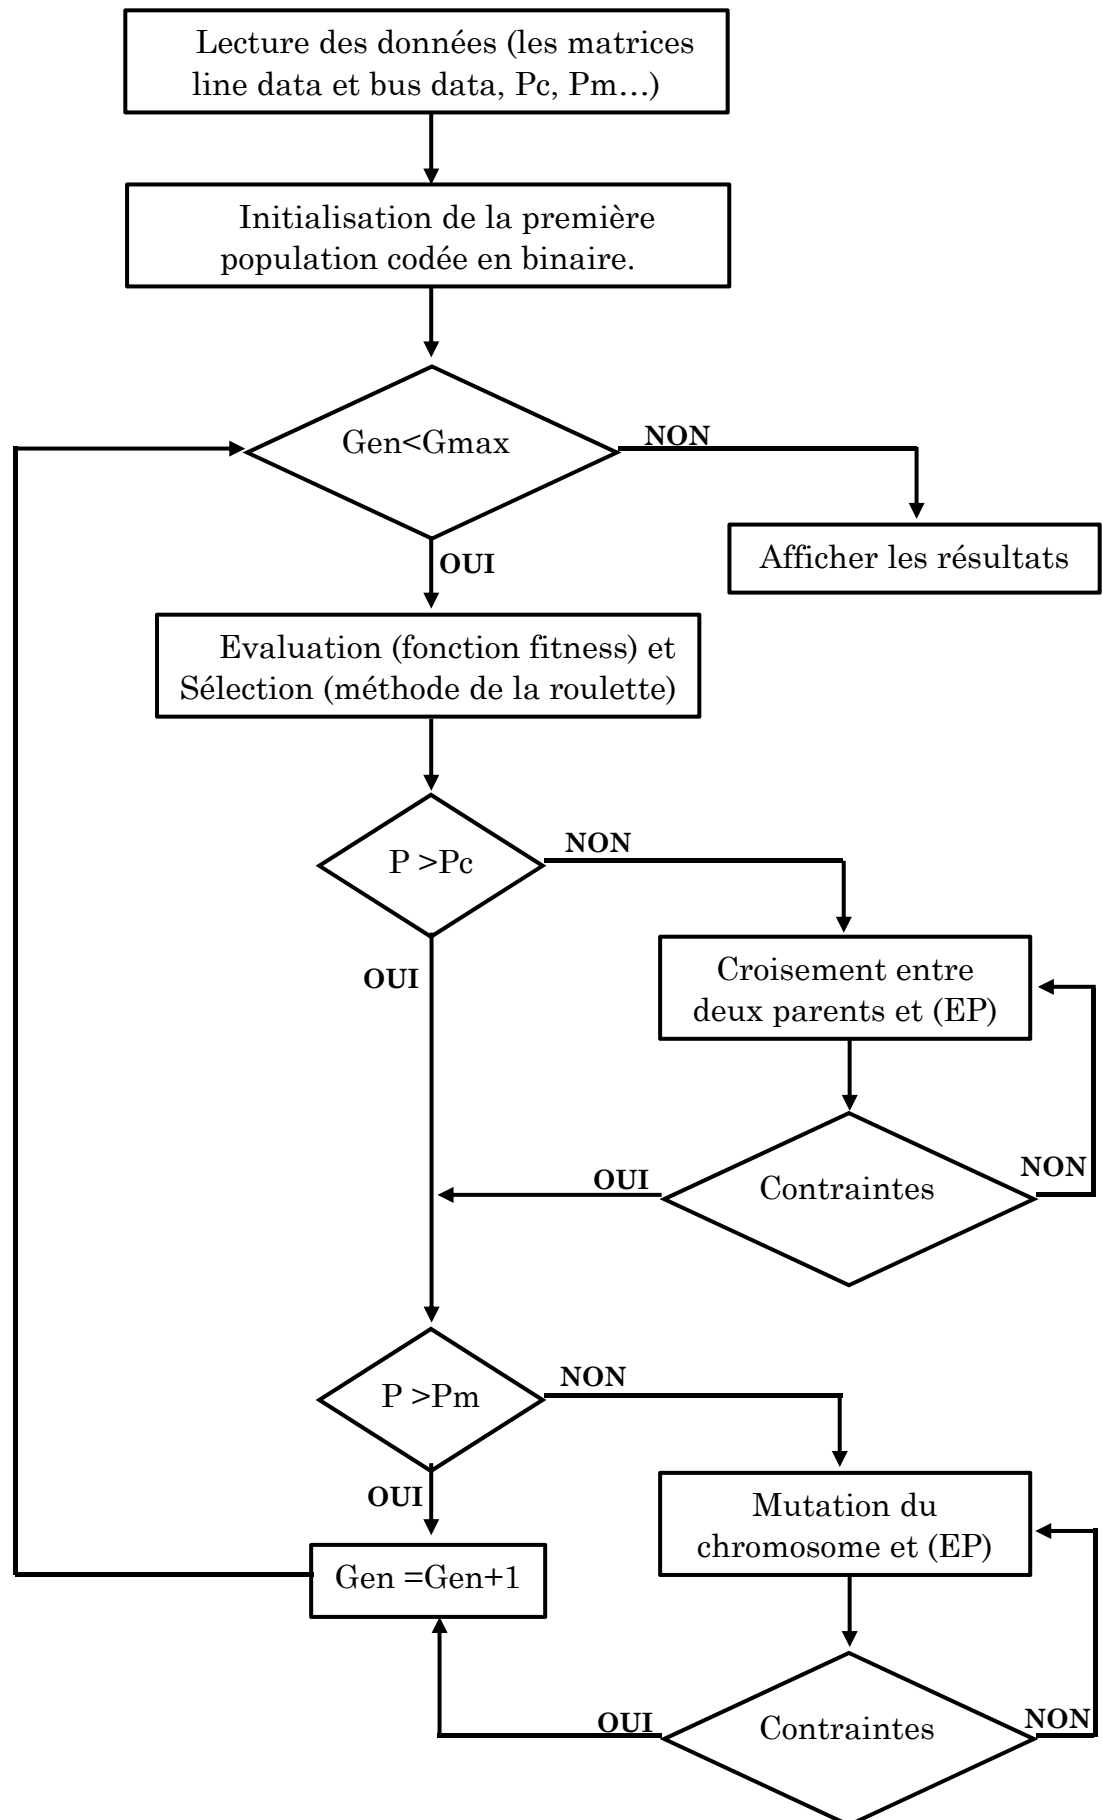 Lecture des données (les matrices
line data et bus data, Pc, Pm…)
Initialisation de la première
population codée en binaire.
Gen<Gmax
NON
Afficher les résultats
OUI
Evaluation (fonction fitness) et
Sélection (méthode de la roulette)
P >Pc
NON
OUI
Croisement entre
deux parents et (EP)
Contraintes
OUI
NON
P >Pm
NON
OUI
Mutation du
chromosome et (EP)
Gen =Gen+1
Contraintes
OUI
NON